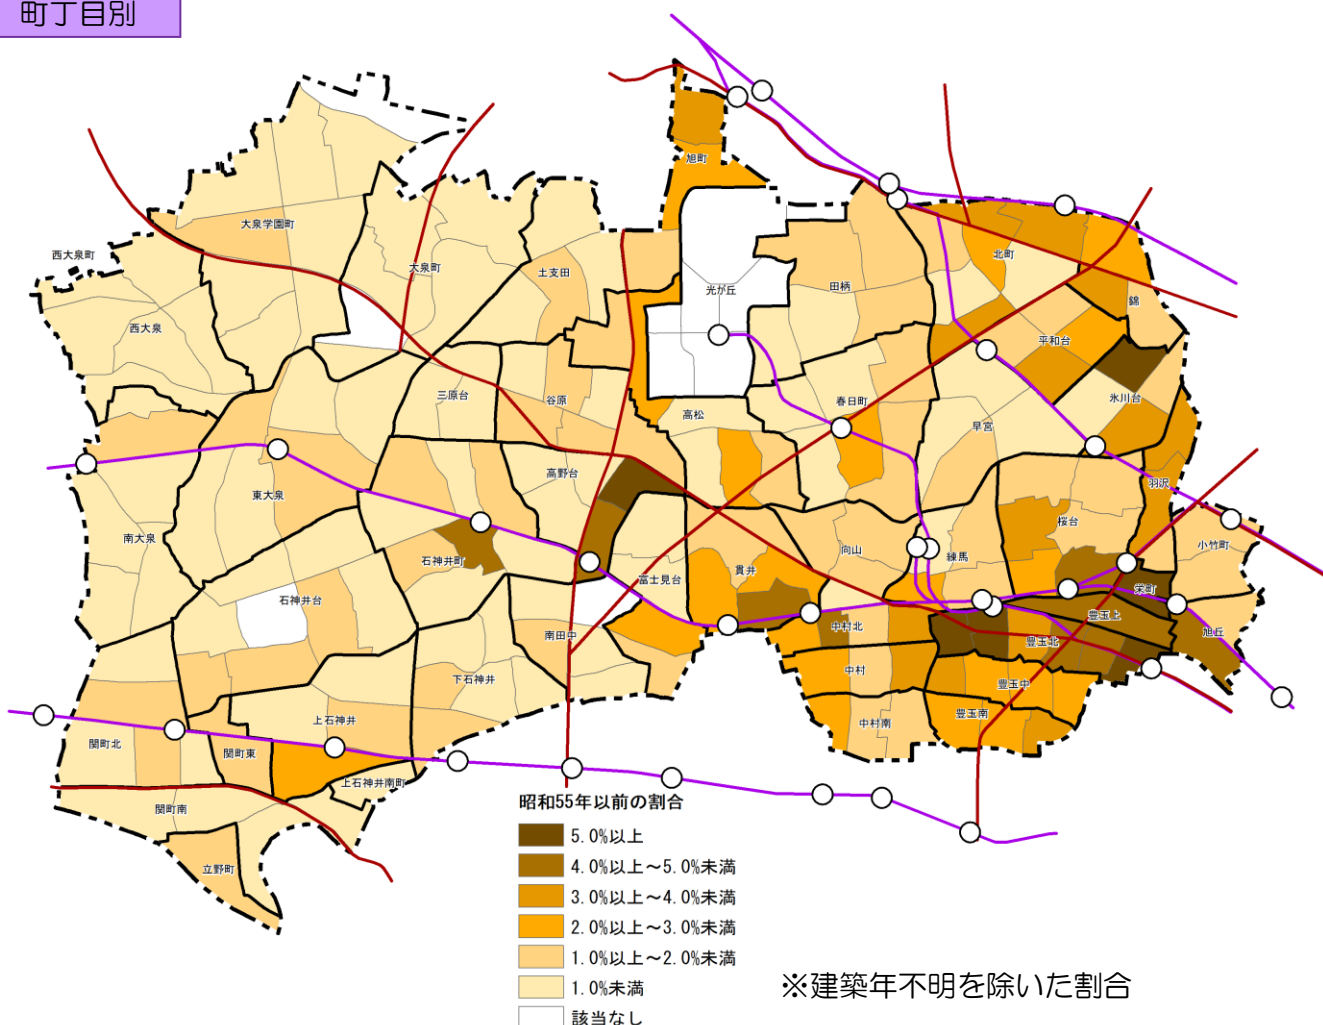 町丁目別
旭町
大泉学園町
西大泉町
大泉町
土支田
北町
光が丘
田柄
錦
西大泉
平和台
三原台
谷原
氷川台
高松
春日町
早宮
高野台
羽沢
東大泉
桜台
南大泉
小竹町
向山
練馬
石神井町
貫井
富士見台
栄町
石神井台
豊玉上
中村北
旭丘
南田中
豊玉北
中村
下石神井
豊玉中
豊玉南
上石神井
中村南
関町北
関町東
上石神井南町
関町南
立野町
昭和55年以前の割合
5.0%以上
4.0%以上~5.0%未満
3.0%以上~4.0%未満
2.0%以上~3.0%未満
1.0%以上~2.0%未満
1.0%未満
該当なし
※建築年不明を除いた割合